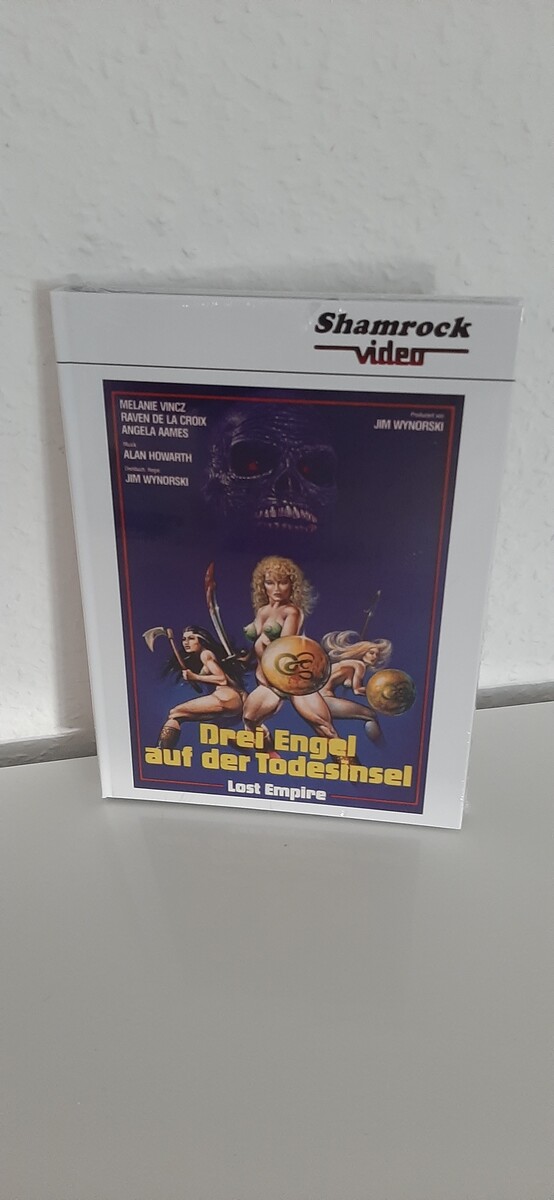 Shamrock
video
MELANIE VINCZ
RAVEN DE LA CROIX
ANGELA AAMES
Musik
ALAN HOWARTH
Drehbuch Regie
JIM WYNORSKI
Produziert von
JIM WYNORSKI
Drei Engel
auf der Todesinsel
Lost Empire